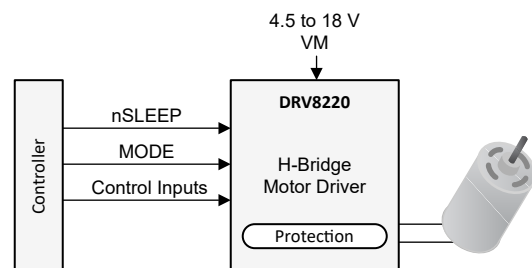 4.5 to 18 V
VM
DRV8220
nSLEEP
MODE
Control Inputs
Controller
H-Bridge
Motor Driver
Protection